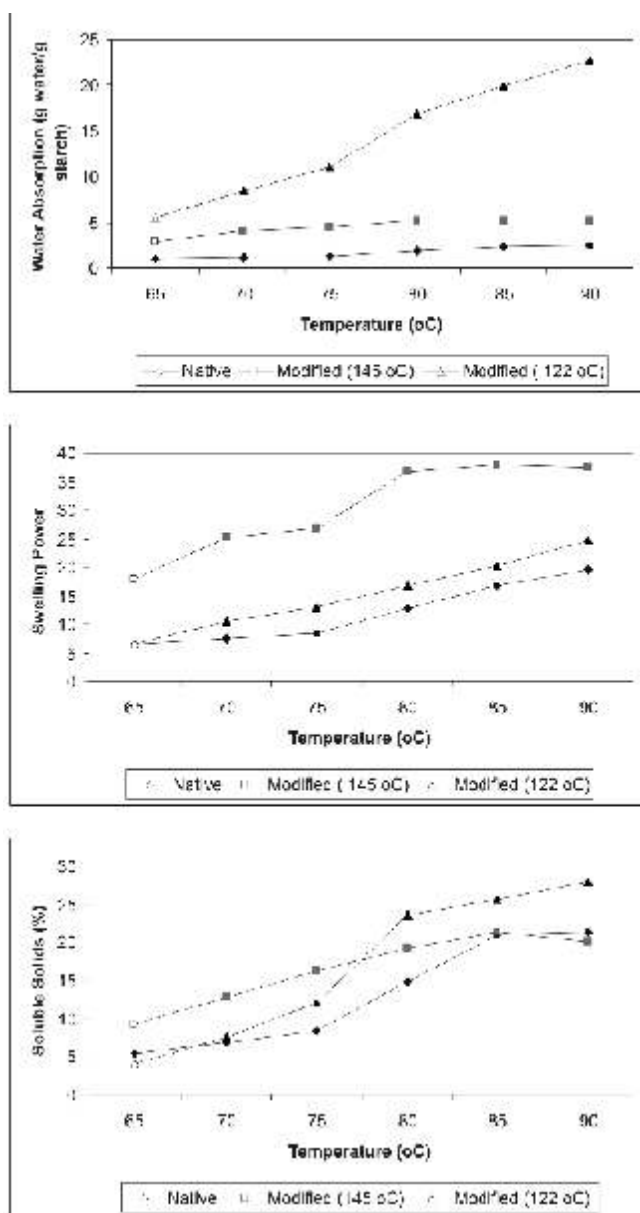 Water Absorption (g water/g starch)
25
20
15
10
5
0
65 70 75 80 85 90
Temperature (oC)
Native Modified (145 oC) Modified ( 122 oC)
Swelling Power
40
35
30
25
20
15
10
5
0
65 70 75 80 85 90
Temperature (oC)
Native Modified ( 145 oC) Modified (122 oC)
Soluble Solids (%)
30
25
20
15
10
5
0
65 70 75 80 85 90
Temperature (oC)
Native Modified (145 oC) Modified (122 oC)